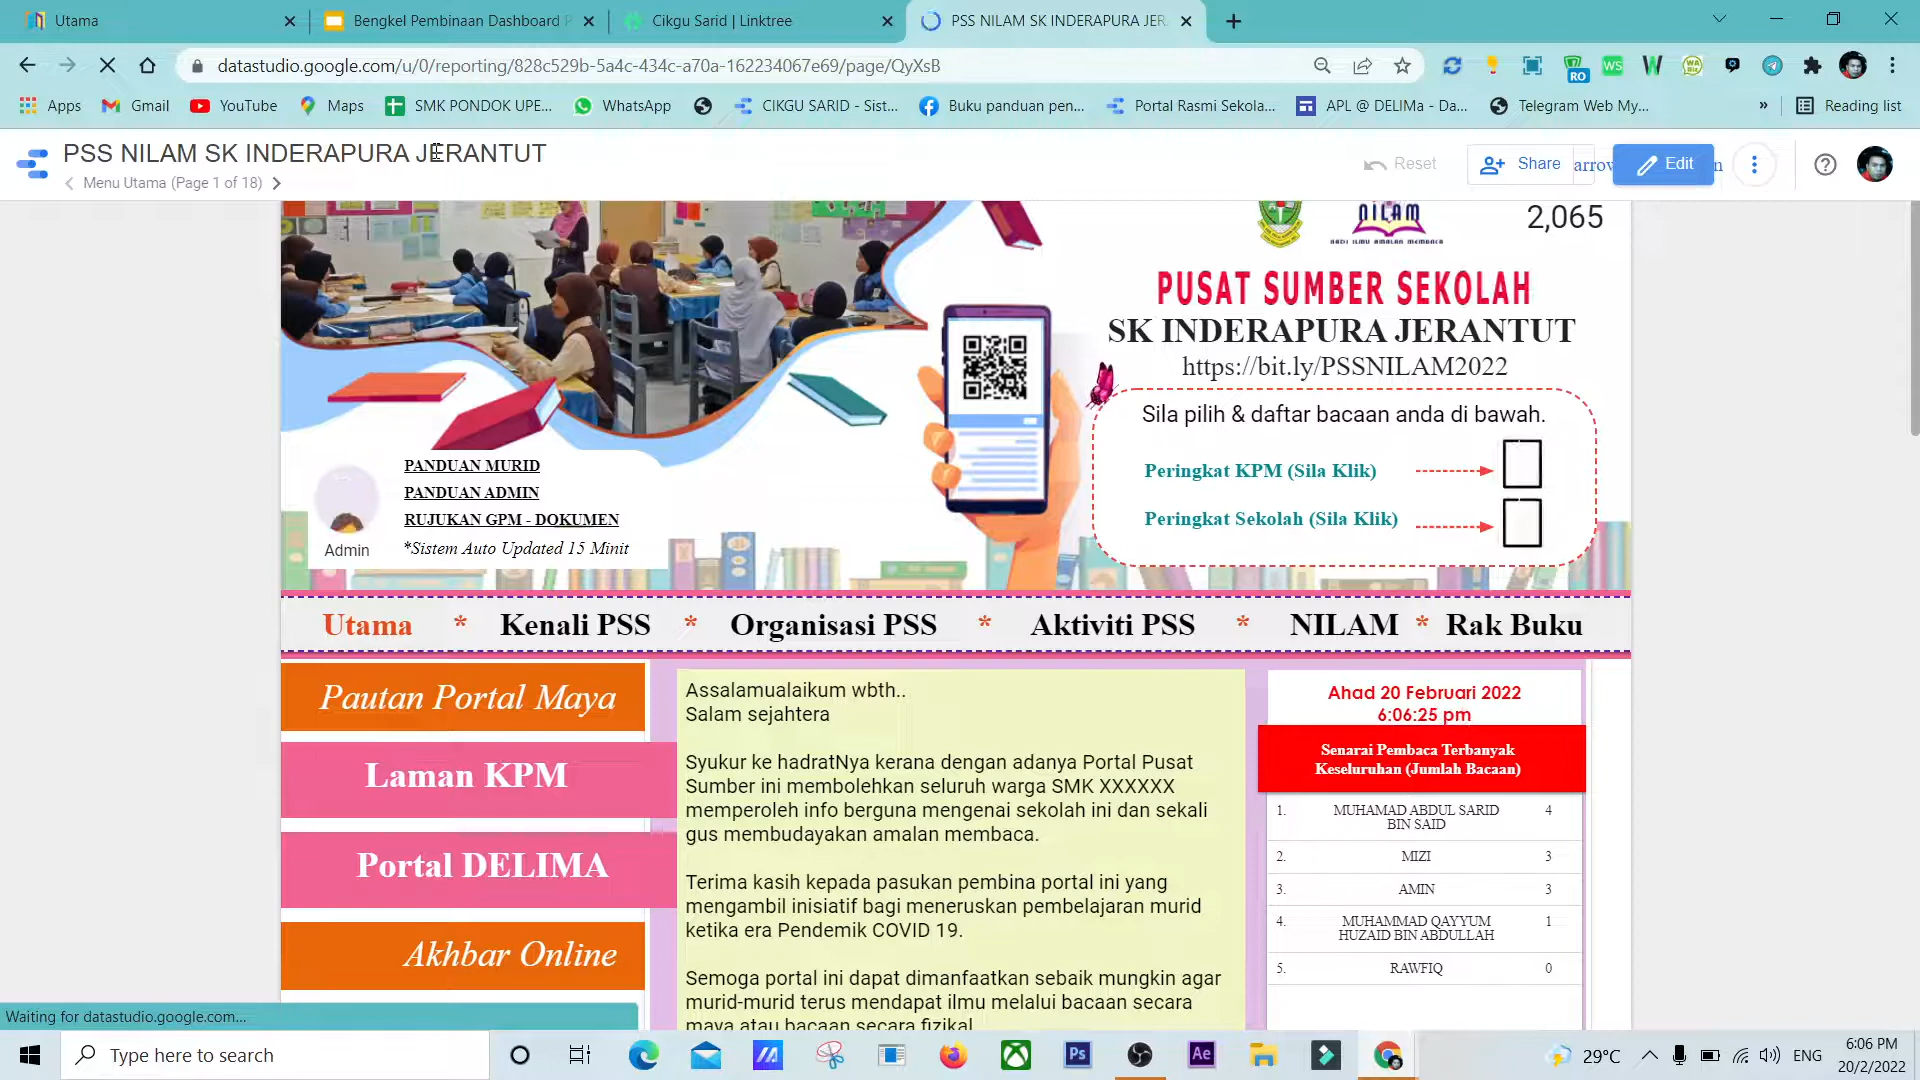 Utama
Bengkel Pembinaan Dashboard P
Cikgu Sarid | Linktree
PSS NILAM SK INDERAPURA JER
datastudio.google.com/u/0/reporting/828c529b-5a4c-434c-a70a-162234067e69/page/QyXsB
Apps
Gmail
YouTube
Maps
SMK PONDOK UPE...
WhatsApp
CIKGU SARID - Sist...
Buku panduan pen...
Portal Rasmi Sekola...
APL @ DELIMa - Da...
Telegram Web My...
»
Reading list
PSS NILAM SK INDERAPURA JERANTUT
Menu Utama (Page 1 of 18)
Reset
Share
arrow
Edit
n
NILAM
NADI ILMU AMALAN MEMBACA
2,065
PUSAT SUMBER SEKOLAH
SK INDERAPURA JERANTUT
https://bit.ly/PSSNILAM2022
Sila pilih & daftar bacaan anda di bawah.
Peringkat KPM (Sila Klik)
Peringkat Sekolah (Sila Klik)
PANDUAN MURID
PANDUAN ADMIN
RUJUKAN GPM - DOKUMEN
*Sistem Auto Updated 15 Minit
Admin
Utama * Kenali PSS * Organisasi PSS * Aktiviti PSS * NILAM * Rak Buku
Pautan Portal Maya
Laman KPM
Portal DELIMA
Akhbar Online
Assalamualaikum wbth..
Salam sejahtera
Syukur ke hadratNya kerana dengan adanya Portal Pusat
Sumber ini membolehkan seluruh warga SMK XXXXXX
memperoleh info berguna mengenai sekolah ini dan sekali
gus membudayakan amalan membaca.
Terima kasih kepada pasukan pembina portal ini yang
mengambil inisiatif bagi meneruskan pembelajaran murid
ketika era Pendemik COVID 19.
Semoga portal ini dapat dimanfaatkan sebaik mungkin agar
murid-murid terus mendapat ilmu melalui bacaan secara
maya atau bacaan secara fizikal
Ahad 20 Februari 2022
6:06:25 pm
Senarai Pembaca Terbanyak
Keseluruhan (Jumlah Bacaan)
1. MUHAMAD ABDUL SARID BIN SAID 4
2. MIZI 3
3. AMIN 3
4. MUHAMMAD QAYYUM HUZAID BIN ABDULLAH 1
5. RAWFIQ 0
Waiting for datastudio.google.com...
Type here to search
29°C
ENG
6:06 PM
20/2/2022